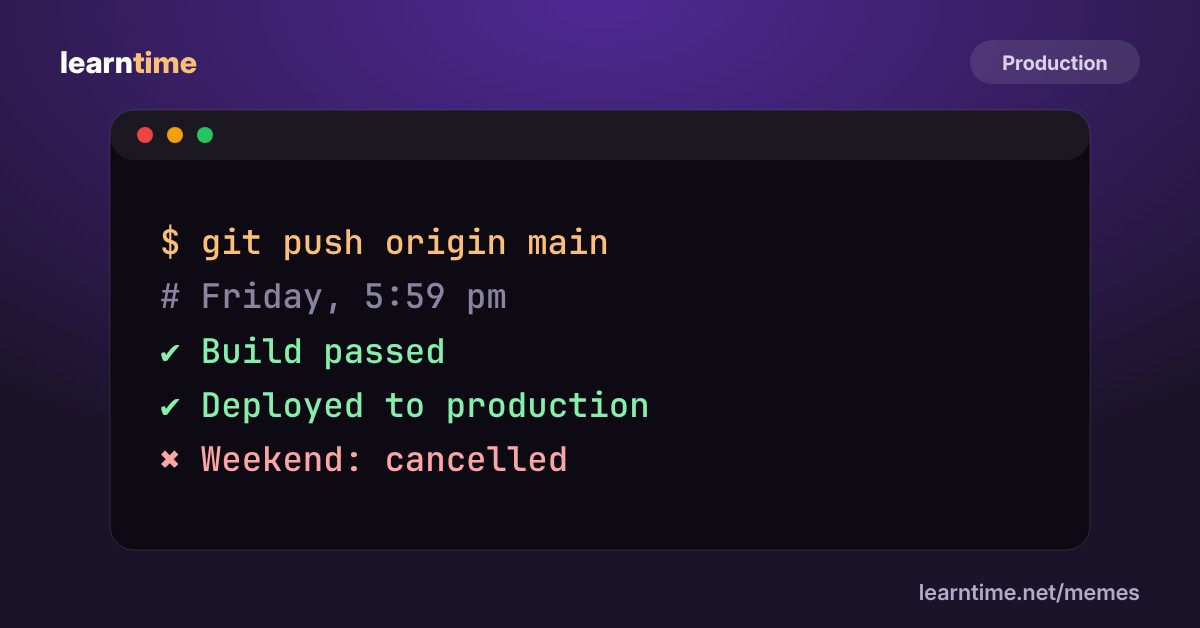 learntime
Production
$ git push origin main
# Friday, 5:59 pm
✔ Build passed
✔ Deployed to production
✖ Weekend: cancelled
learntime.net/memes